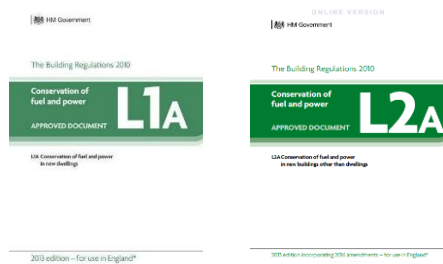 HM Government
The Building Regulations 2010
Conservation of
fuel and power
APPROVED DOCUMENT L1A
L1A Conservation of fuel and power
in new dwellings
2013 edition – for use in England*
ONLINE VERSION
HM Government
The Building Regulations 2010
Conservation of
fuel and power
APPROVED DOCUMENT L2A
L2A Conservation of fuel and power
in new buildings other than dwellings
2013 edition incorporating 2016 amendments – for use in England*